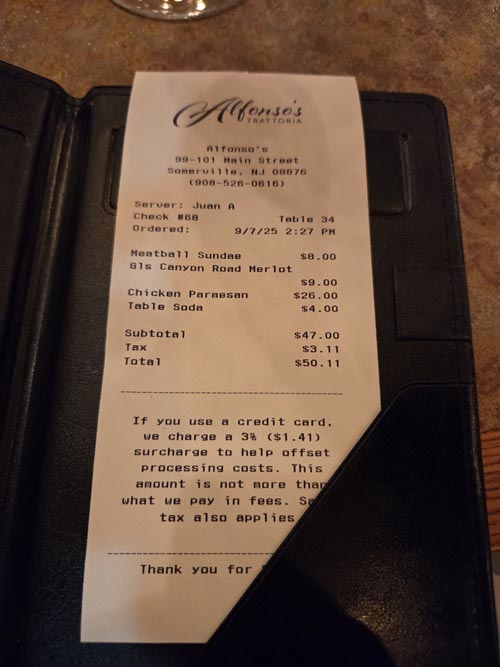 Alfonso's
TRATTORIA
Alfonso's
99-101 Main Street
Somerville, NJ 08876
(908-526-0616)
Server: Juan A
Check #68 Table 34
Ordered: 9/7/25 2:27 PM
Meatball Sundae $8.00
Gls Canyon Road Merlot
$9.00
Chicken Parmesan $26.00
Table Soda $4.00
Subtotal $47.00
Tax $3.11
Total $50.11
If you use a credit card,
we charge a 3% ($1.41)
surcharge to help offset
processing costs. This
amount is not more than
what we pay in fees.
tax also applies
Thank you for